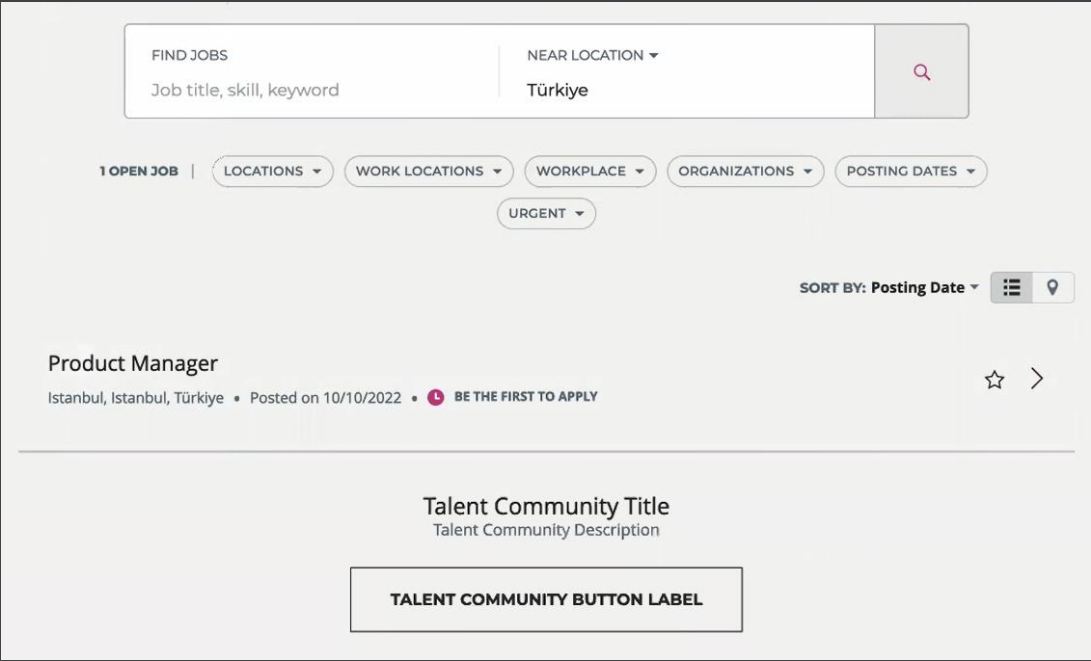 FIND JOBS
Job title, skill, keyword
NEAR LOCATION
Türkiye
1 OPEN JOB | LOCATIONS WORK LOCATIONS WORKPLACE ORGANIZATIONS POSTING DATES
URGENT
SORT BY: Posting Date
Product Manager
Istanbul, Istanbul, Türkiye • Posted on 10/10/2022 • BE THE FIRST TO APPLY
Talent Community Title
Talent Community Description
TALENT COMMUNITY BUTTON LABEL